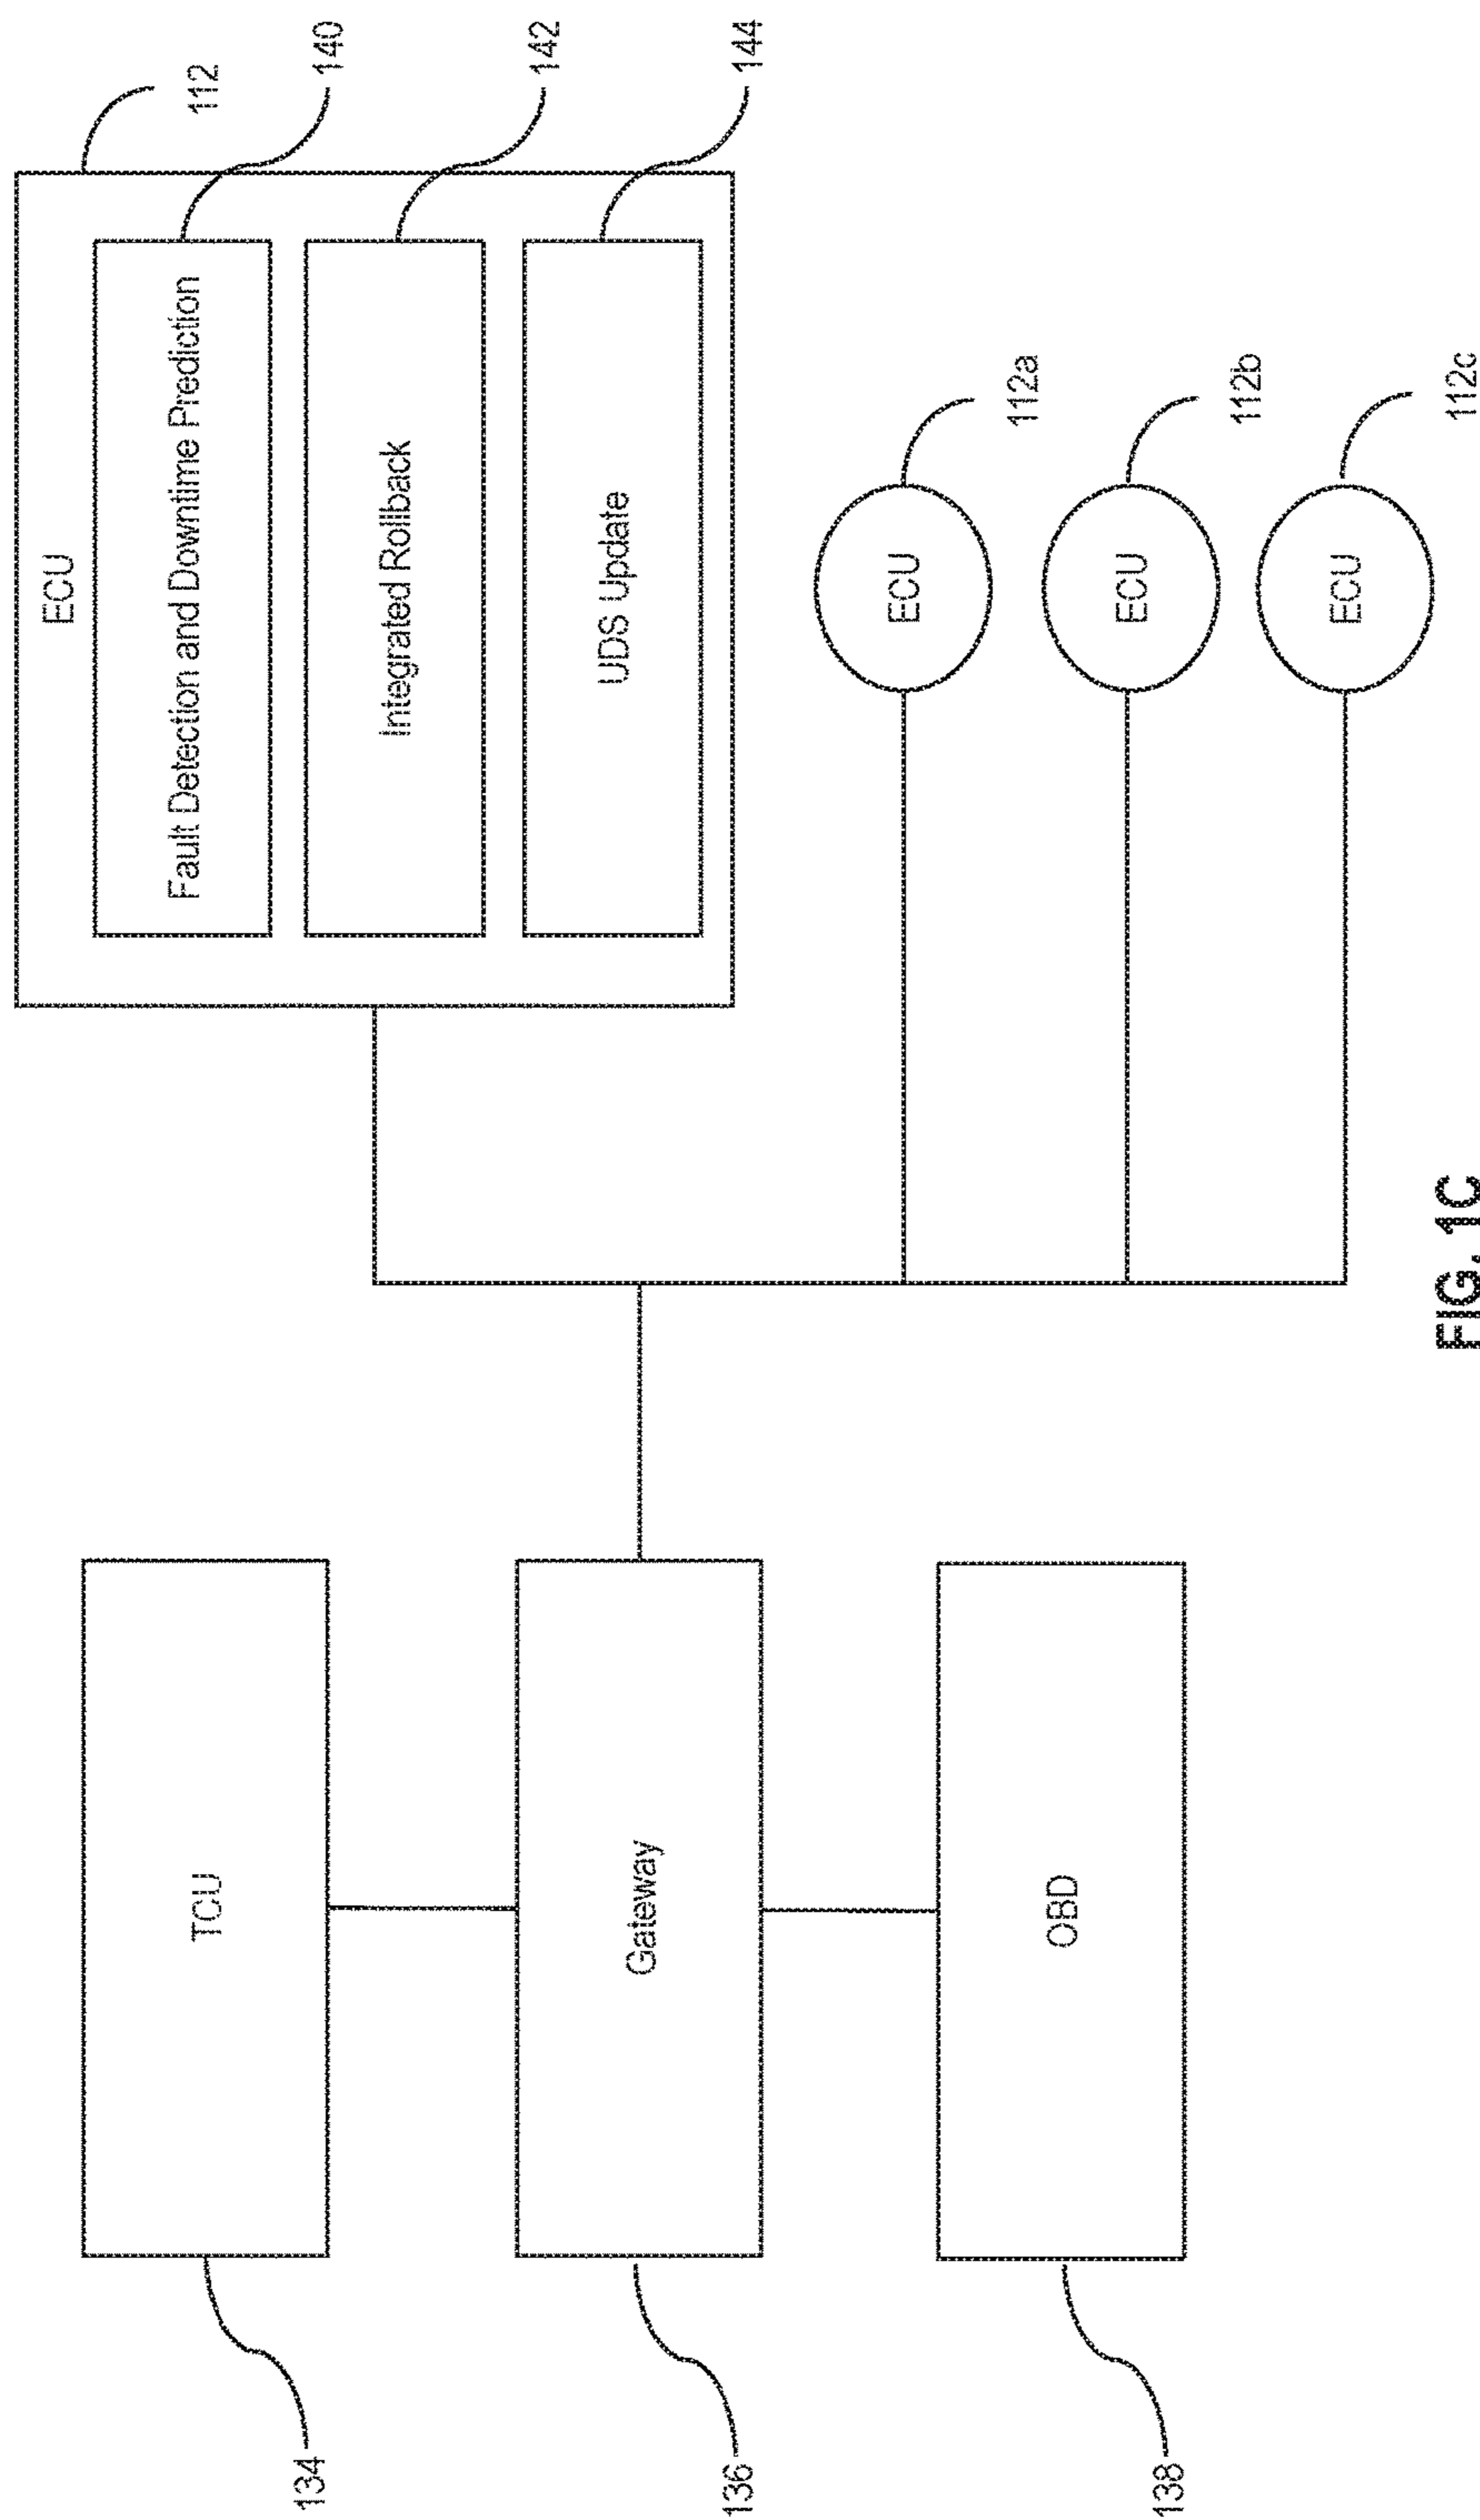 ECU
112
Fault Detection and Downtime Prediction
140
Integrated Rollback
142
UDS Update
144
TCU
134
Gateway
136
OBD
138
ECU
112a
ECU
112b
ECU
112c
FIG. 1C